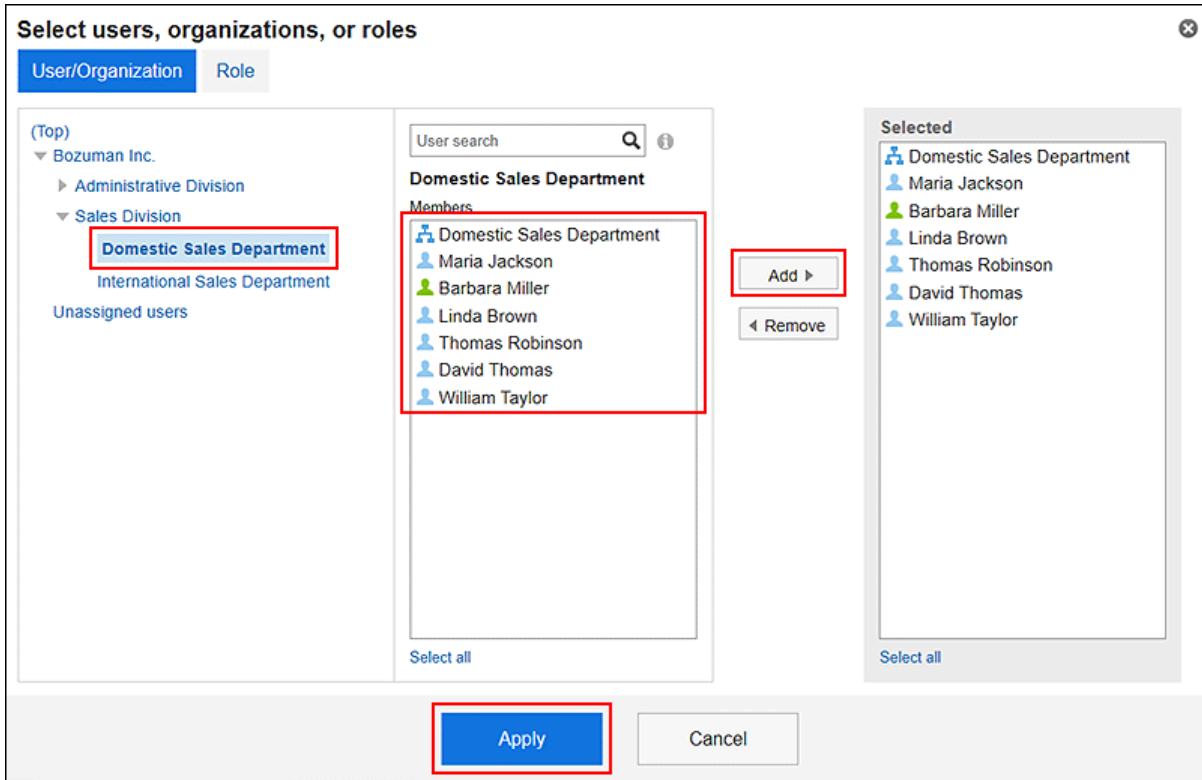 Select users, organizations, or roles
User/Organization
Role
(Top)
Bozuman Inc.
Administrative Division
Sales Division
Domestic Sales Department
International Sales Department
Unassigned users
User search
Domestic Sales Department
Members
Domestic Sales Department
Maria Jackson
Barbara Miller
Linda Brown
Thomas Robinson
David Thomas
William Taylor
Select all
Add
Remove
Selected
Domestic Sales Department
Maria Jackson
Barbara Miller
Linda Brown
Thomas Robinson
David Thomas
William Taylor
Select all
Apply
Cancel